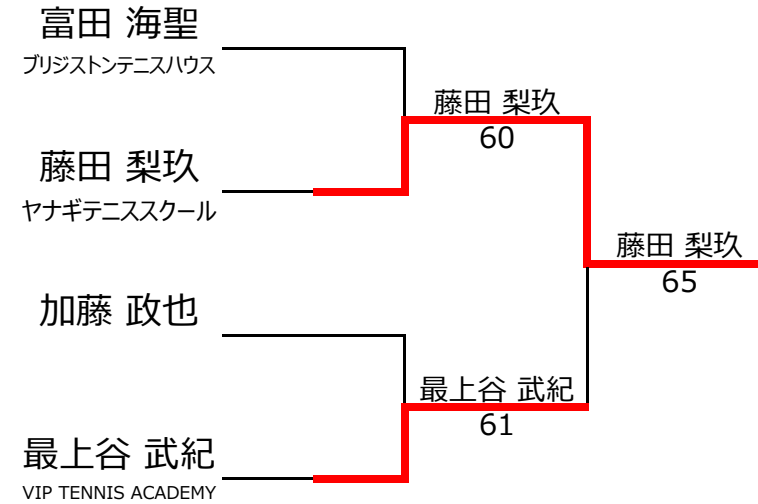 富田 海聖
ブリジストンテニスハウス
藤田 梨玖
60
藤田 梨玖
ヤナギテニススクール
藤田 梨玖
65
加藤 政也
最上谷 武紀
61
最上谷 武紀
VIP TENNIS ACADEMY